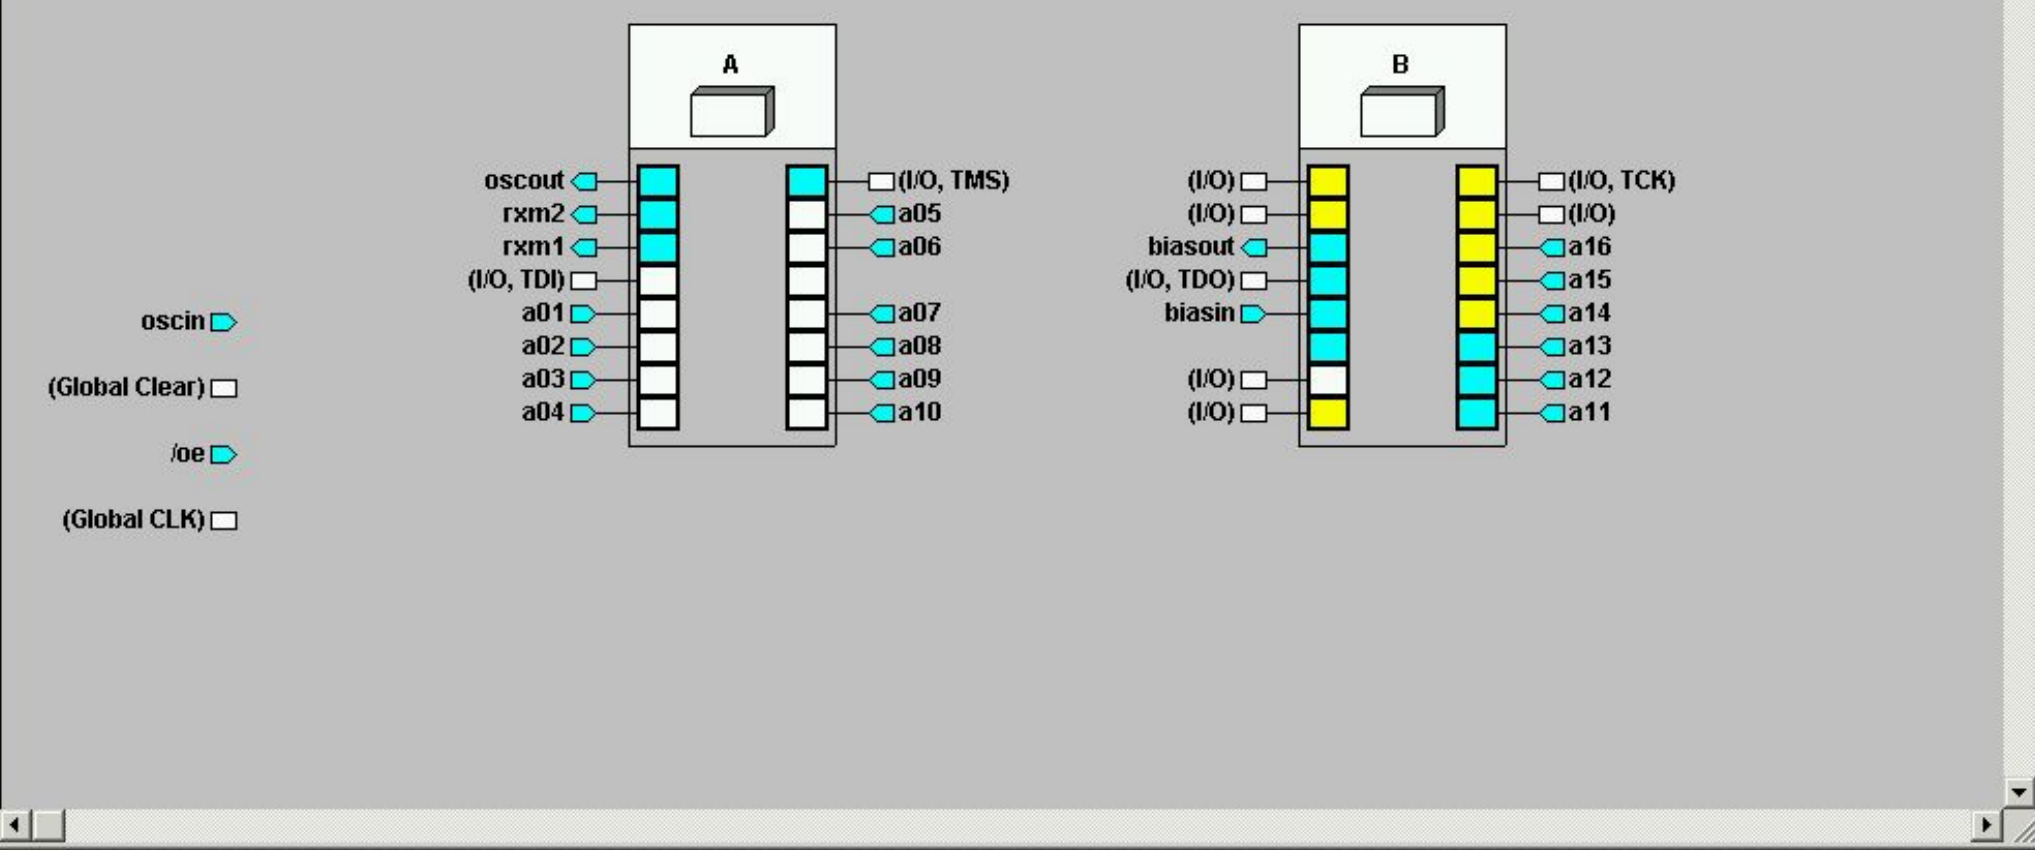 A
oscout
rxm2
rxm1
(I/O, TDI)
a01
a02
a03
a04
(I/O, TMS)
a05
a06
a07
a08
a09
a10
B
(I/O)
(I/O)
biasout
(I/O, TDO)
biasin
(I/O)
(I/O)
(I/O, TCK)
(I/O)
a16
a15
a14
a13
a12
a11
oscin
(Global Clear)
/oe
(Global CLK)